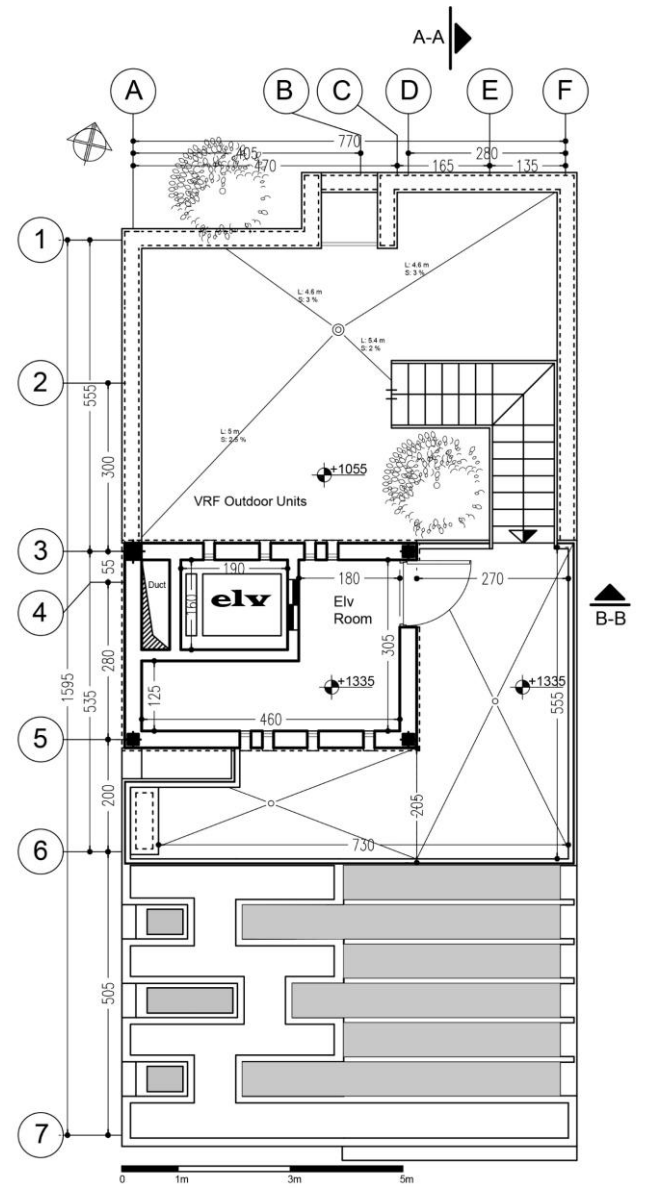 A-A
A B C D E F
770
405 280
470 165 135
1
L: 4.6 m
S: 3 %
L: 4.6 m
S: 3 %
L: 5.4 m
S: 2 %
2
555
L: 5 m
S: 2.5 %
300
+1055
VRF Outdoor Units
3
55
190
180
270
Duct
160
elv
Elv
Room
4
B-B
305
280
1595
535
125
+1335
+1335
460
555
5
200
205
730
6
505
7
0 1m 3m 5m